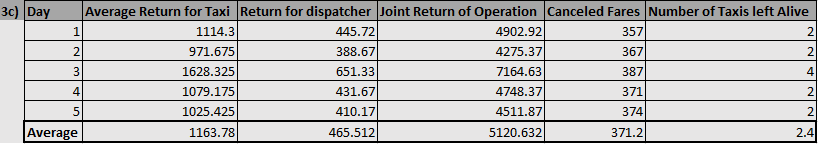 3c) Day Average Return for Taxi Return for dispatcher Joint Return of Operation Canceled Fares Number of Taxis left Alive
1 1114.3 445.72 4902.92 357 2
2 971.675 388.67 4275.37 367 2
3 1628.325 651.33 7164.63 387 4
4 1079.175 431.67 4748.37 371 2
5 1025.425 410.17 4511.87 374 2
Average 1163.78 465.512 5120.632 371.2 2.4